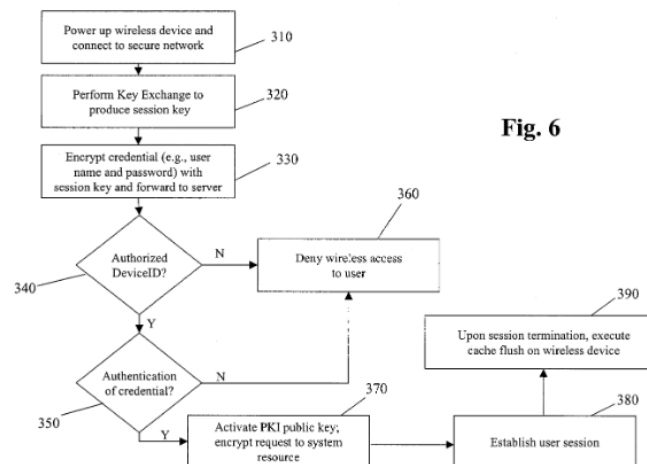 Power up wireless device and
connect to secure network
310
Perform Key Exchange to
produce session key
320
Fig. 6
Encrypt credential (e.g., user
name and password) with
session key and forward to server
330
360
Authorized
DeviceID?
N
Deny wireless access
to user
340
Y
390
Upon session termination, execute
cache flush on wireless device
Authentication
of credential?
N
350
370
380
Y
Activate PKI public key;
encrypt request to system
resource
Establish user session